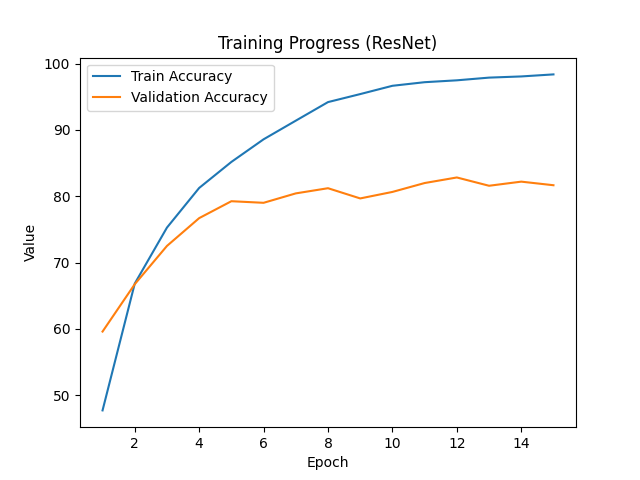 Training Progress (ResNet)
Train Accuracy
Validation Accuracy
Value
100
90
80
70
60
50
2 4 6 8 10 12 14
Epoch